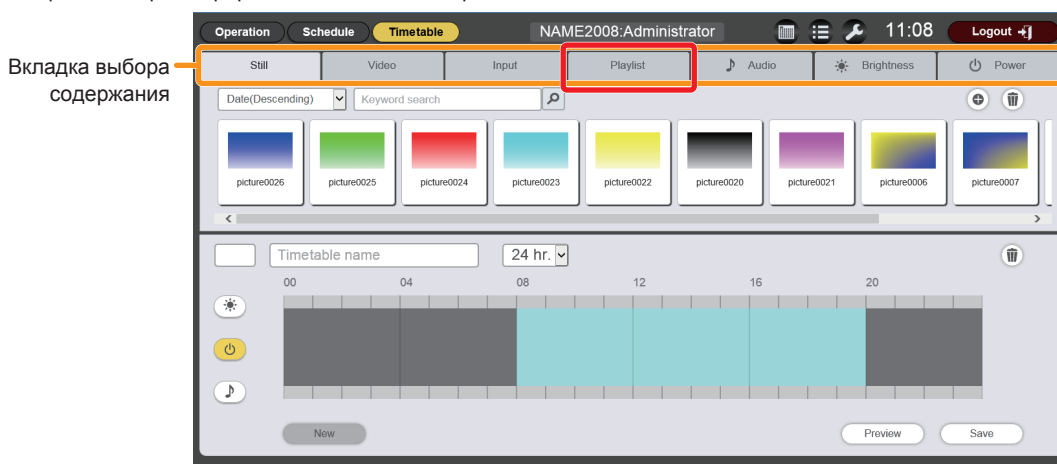 Operation Schedule Timetable NAME2008:Administrator 11:08 Logout
Вкладка выбора
содержания
Still Video Input Playlist Audio Brightness Power
Date(Descending) Keyword search
picture0026 picture0025 picture0024 picture0023 picture0022 picture0020 picture0021 picture0006 picture0007
Timetable name 24 hr.
00 04 08 12 16 20
New Preview Save